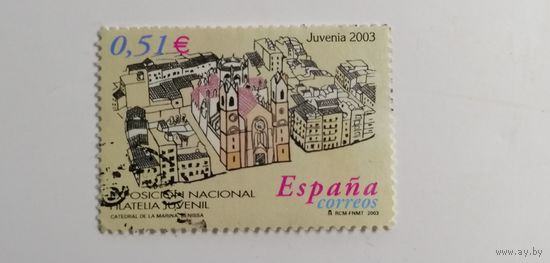 0,51€
Juvenia 2003
EXPOSICIÓN NACIONAL
FILATELIA JUVENIL
CATEDRAL DE LA MARINA. BENISSA
España
correos
RCM-FNMT 2003
www.ay.by